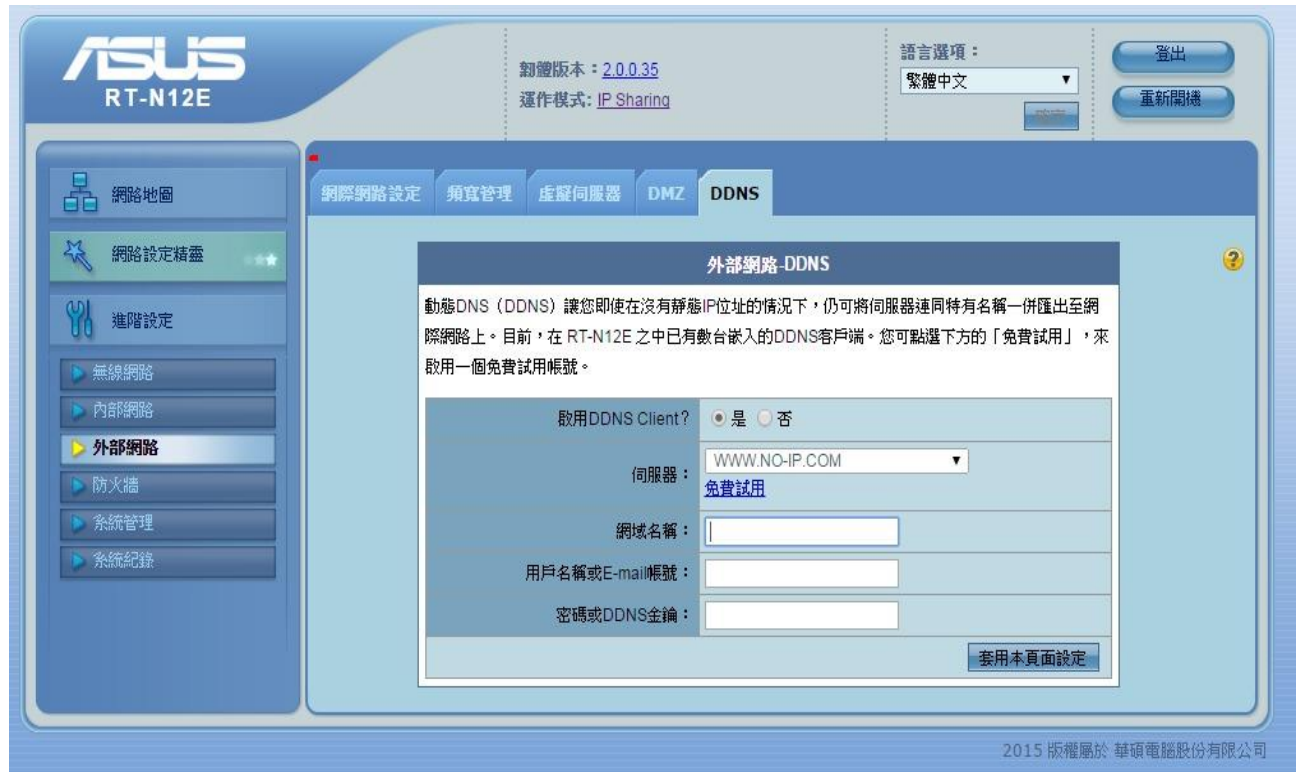 ASUS
RT-N12E
韌體版本：2.0.0.35
運作模式: IP Sharing
語言選項：
繁體中文
登出
重新開機
網路地圖
網路設定精靈
進階設定
無線網路
內部網路
外部網路
防火牆
系統管理
系統紀錄
網際網路設定
頻寬管理
虛擬伺服器
DMZ
DDNS
外部網路-DDNS
動態DNS（DDNS）讓您即使在沒有靜態IP位址的情況下，仍可將伺服器連同特有名稱一併匯出至網
際網路上。目前，在 RT-N12E 之中已有數台嵌入的DDNS客戶端。您可點選下方的「免費試用」，來
啟用一個免費試用帳號。
啟用DDNS Client?
是 否
伺服器：
WWW.NO-IP.COM
免費試用
網域名稱：
用戶名稱或E-mail帳號：
密碼或DDNS金鑰：
套用本頁面設定
2015 版權屬於 華碩電腦股份有限公司